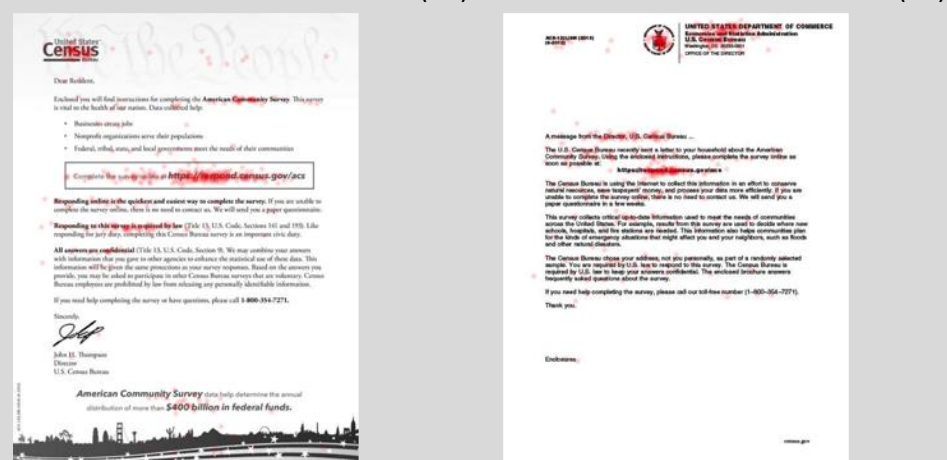 United States
Census
Bureau
Dear Resident,
Enclosed you will find instructions for completing the American Community Survey. This survey
is vital to the health of our nation. Data collected help:
• Businesses create jobs
• Nonprofit organizations serve their populations
• Federal, tribal, state, and local governments meet the needs of their communities
Complete the survey online at https://respond.census.gov/acs
Responding online is the quickest and easiest way to complete the survey. If you are unable to
complete the survey online, there is no need to contact us. We will send you a paper questionnaire.
Responding to this survey is required by law (Title 13, U.S. Code, Sections 141 and 193). Like
responding for jury duty, completing this Census Bureau survey is an important civic duty.
All answers are confidential (Title 13, U.S. Code, Section 9). We may combine your answers
with information that you gave to other agencies to enhance the statistical use of these data. This
information will be given the same protections as your survey responses. Based on the answers you
provide, you may be asked to participate in other Census Bureau surveys that are voluntary. Census
Bureau employees are prohibited by law from releasing any personally identifiable information.
If you need help completing the survey or have questions, please call 1-800-354-7271.
Sincerely,
John H. Thompson
Director
U.S. Census Bureau
American Community Survey data help determine the annual
distribution of more than $400 billion in federal funds.
UNITED STATES DEPARTMENT OF COMMERCE
Economics and Statistics Administration
U.S. Census Bureau
Washington, DC 20233-0001
OFFICE OF THE DIRECTOR
A message from the Director, U.S. Census Bureau ...
The U.S. Census Bureau recently sent a letter to your household about the American
Community Survey. Using the enclosed instructions, please complete the survey online as
soon as possible at:
https://respond.census.gov/acs
The Census Bureau is using the Internet to collect this information in an effort to conserve
natural resources, save taxpayers' money, and process your data more efficiently. If you are
unable to complete the survey online, there is no need to contact us. We will send you a
paper questionnaire in a few weeks.
This survey collects critical up-to-date information used to meet the needs of communities
across the United States. For example, results from this survey are used to decide where new
schools, hospitals, and fire stations are needed. This information also helps communities plan
for the kinds of emergency situations that might affect you and your neighbors, such as floods
and other natural disasters.
The Census Bureau chose your address, not you personally, as part of a randomly selected
sample. You are required by U.S. law to respond to this survey. The Census Bureau is
required by U.S. law to keep your answers confidential. The enclosed brochure answers
frequently asked questions about the survey.
If you need help completing the survey, please call our toll-free number (1-800-354-7271).
Thank you.
Enclosures
census.gov